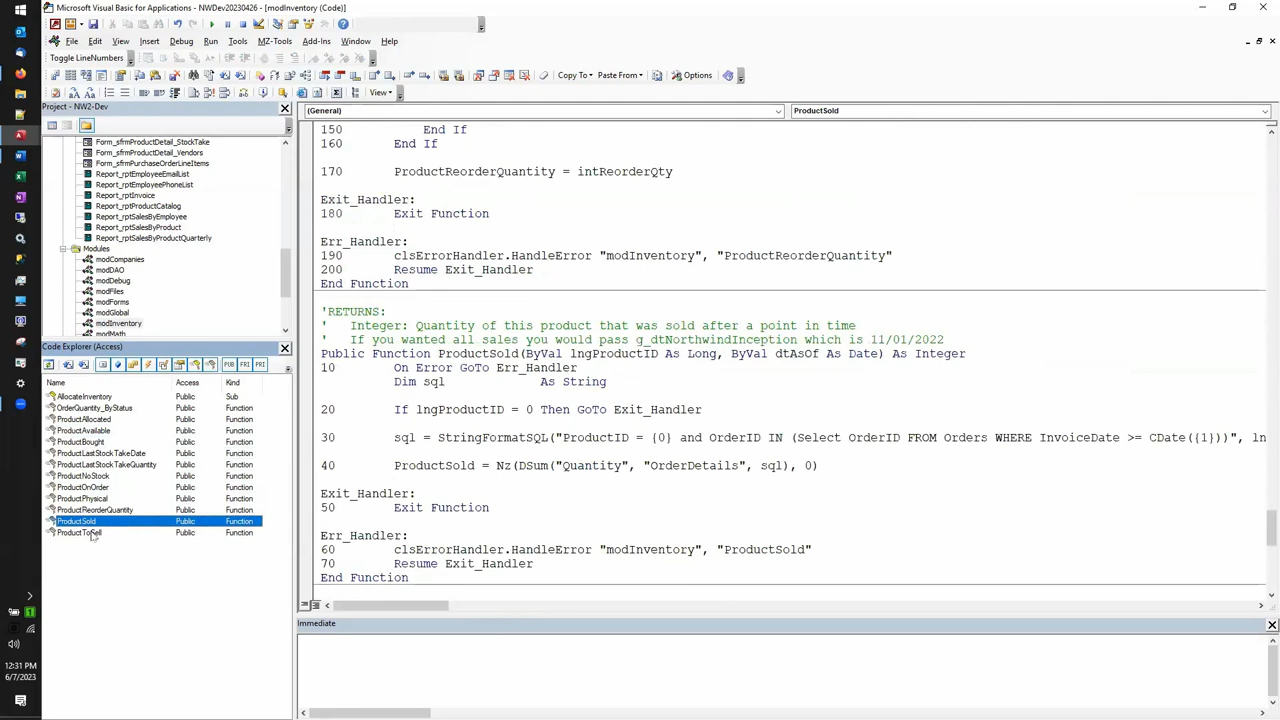 Microsoft Visual Basic for Applications - NWDev20230426 - [modInventory (Code)]
File Edit View Insert Debug Run Tools MZ-Tools Add-Ins Window Help
Toggle LineNumbers
Copy To Paste From Options
View
Project - NW2-Dev
Form_sfrmProductDetail_StockTake
Form_sfrmProductDetail_Vendors
Form_sfrmPurchaseOrderLineItems
Report_rptEmployeeEmailList
Report_rptEmployeePhoneList
Report_rptInvoice
Report_rptProductCatalog
Report_rptSalesByEmployee
Report_rptSalesByProduct
Report_rptSalesByProductQuarterly
Modules
modCompanies
modDAO
modDebug
modFiles
modForms
modGlobal
modInventory
modMath
Code Explorer (Access)
PUB FRI PRI
Name Access Kind
AllocateInventory Public Sub
OrderQuantity_ByStatus Public Function
ProductAllocated Public Function
ProductAvailable Public Function
ProductBought Public Function
ProductLastStockTakeDate Public Function
ProductLastStockTakeQuantity Public Function
ProductNoStock Public Function
ProductOnOrder Public Function
ProductPhysical Public Function
ProductReorderQuantity Public Function
ProductSold Public Function
ProductToSell Public Function
(General) ProductSold
150 End If
160 End If
170 ProductReorderQuantity = intReorderQty
Exit_Handler:
180 Exit Function
Err_Handler:
190 clsErrorHandler.HandleError "modInventory", "ProductReorderQuantity"
200 Resume Exit_Handler
End Function
'RETURNS:
' Integer: Quantity of this product that was sold after a point in time
' If you wanted all sales you would pass g_dtNorthwindInception which is 11/01/2022
Public Function ProductSold(ByVal lngProductID As Long, ByVal dtAsOf As Date) As Integer
10 On Error GoTo Err_Handler
Dim sql As String
20 If lngProductID = 0 Then GoTo Exit_Handler
30 sql = StringFormatSQL("ProductID = {0} and OrderID IN (Select OrderID FROM Orders WHERE InvoiceDate >= CDate({1}))", ln
40 ProductSold = Nz(DSum("Quantity", "OrderDetails", sql), 0)
Exit_Handler:
50 Exit Function
Err_Handler:
60 clsErrorHandler.HandleError "modInventory", "ProductSold"
70 Resume Exit_Handler
End Function
Immediate
1
12:31 PM
6/7/2023